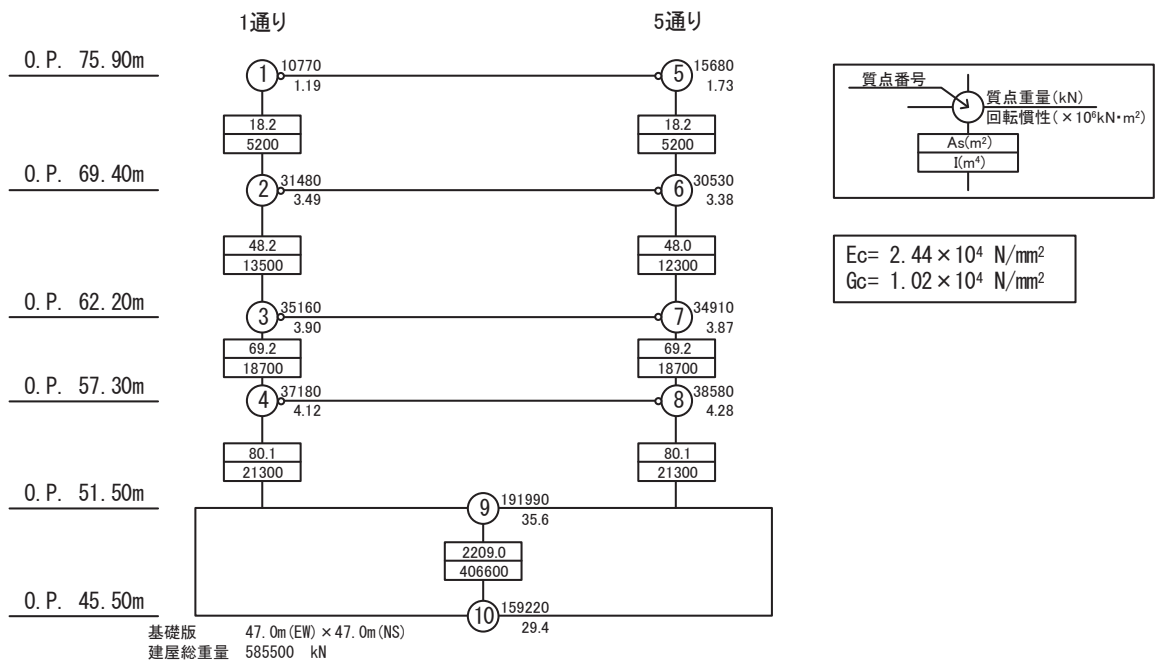 1通り 5通り
O.P. 75.90m
1 10770 5 15680
1.19 1.73
18.2 18.2
5200 5200
O.P. 69.40m
2 31480 6 30530
3.49 3.38
48.2 48.0
13500 12300
O.P. 62.20m
3 35160 7 34910
3.90 3.87
69.2 69.2
18700 18700
O.P. 57.30m
4 37180 8 38580
4.12 4.28
80.1 80.1
21300 21300
O.P. 51.50m
9 191990
35.6
2209.0
406600
O.P. 45.50m
10 159220
29.4
基礎版 47.0m(EW)×47.0m(NS)
建屋総重量 585500 kN
質点番号
質点重量(kN)
回転慣性(×10⁶kN・m²)
As(m²)
I(m⁴)
Ec= 2.44×10⁴ N/mm²
Gc= 1.02×10⁴ N/mm²